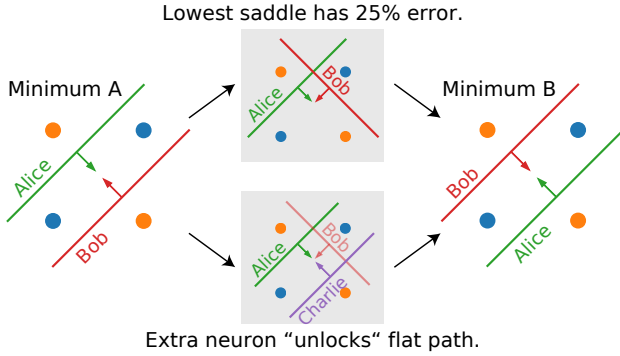 Lowest saddle has 25% error.
Minimum A
Minimum B
Alice
Bob
Alice
Bob
Alice
Bob
Charlie
Bob
Alice
Extra neuron “unlocks“ flat path.